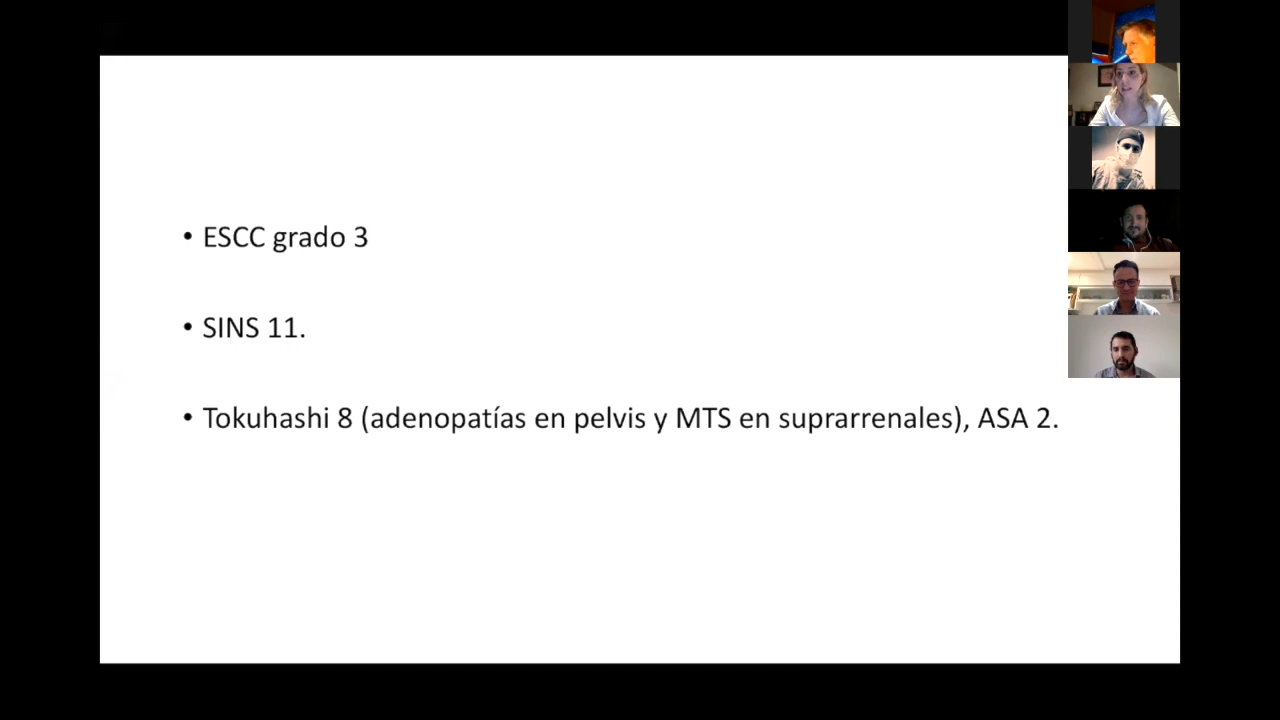 • ESCC grado 3
• SINS 11.
• Tokuhashi 8 (adenopatías en pelvis y MTS en suprarrenales), ASA 2.